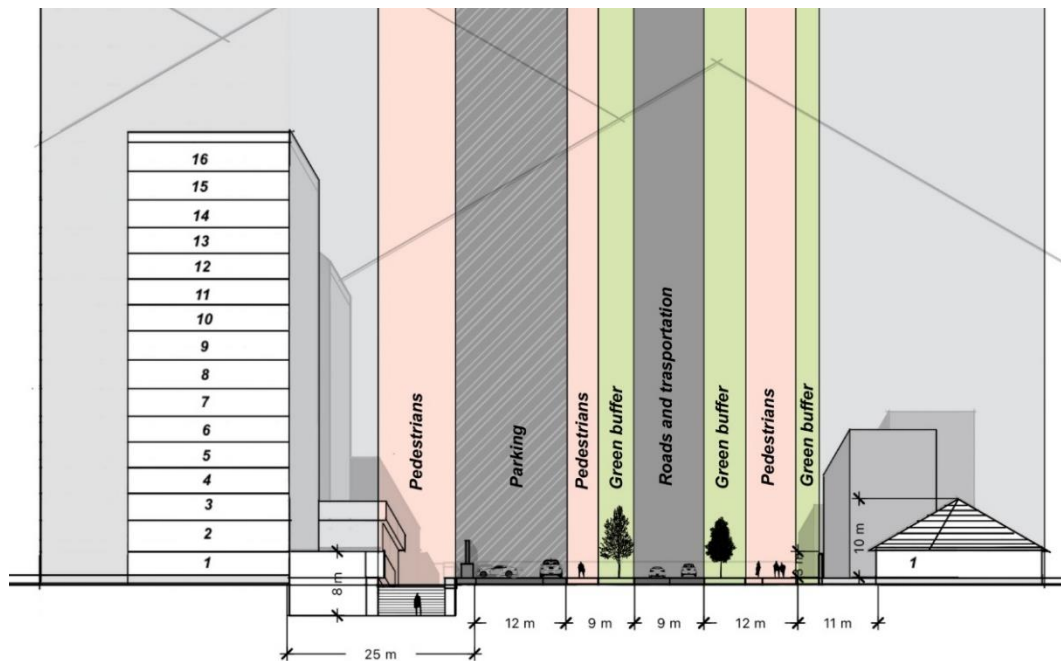 16
15
14
13
12
11
10
9
8
7
6
5
4
3
2
1
Pedestrians
Parking
Pedestrians
Green buffer
Roads and trasportation
Green buffer
Pedestrians
Green buffer
8 m
10 m
1
12 m
9 m
9 m
12 m
11 m
25 m